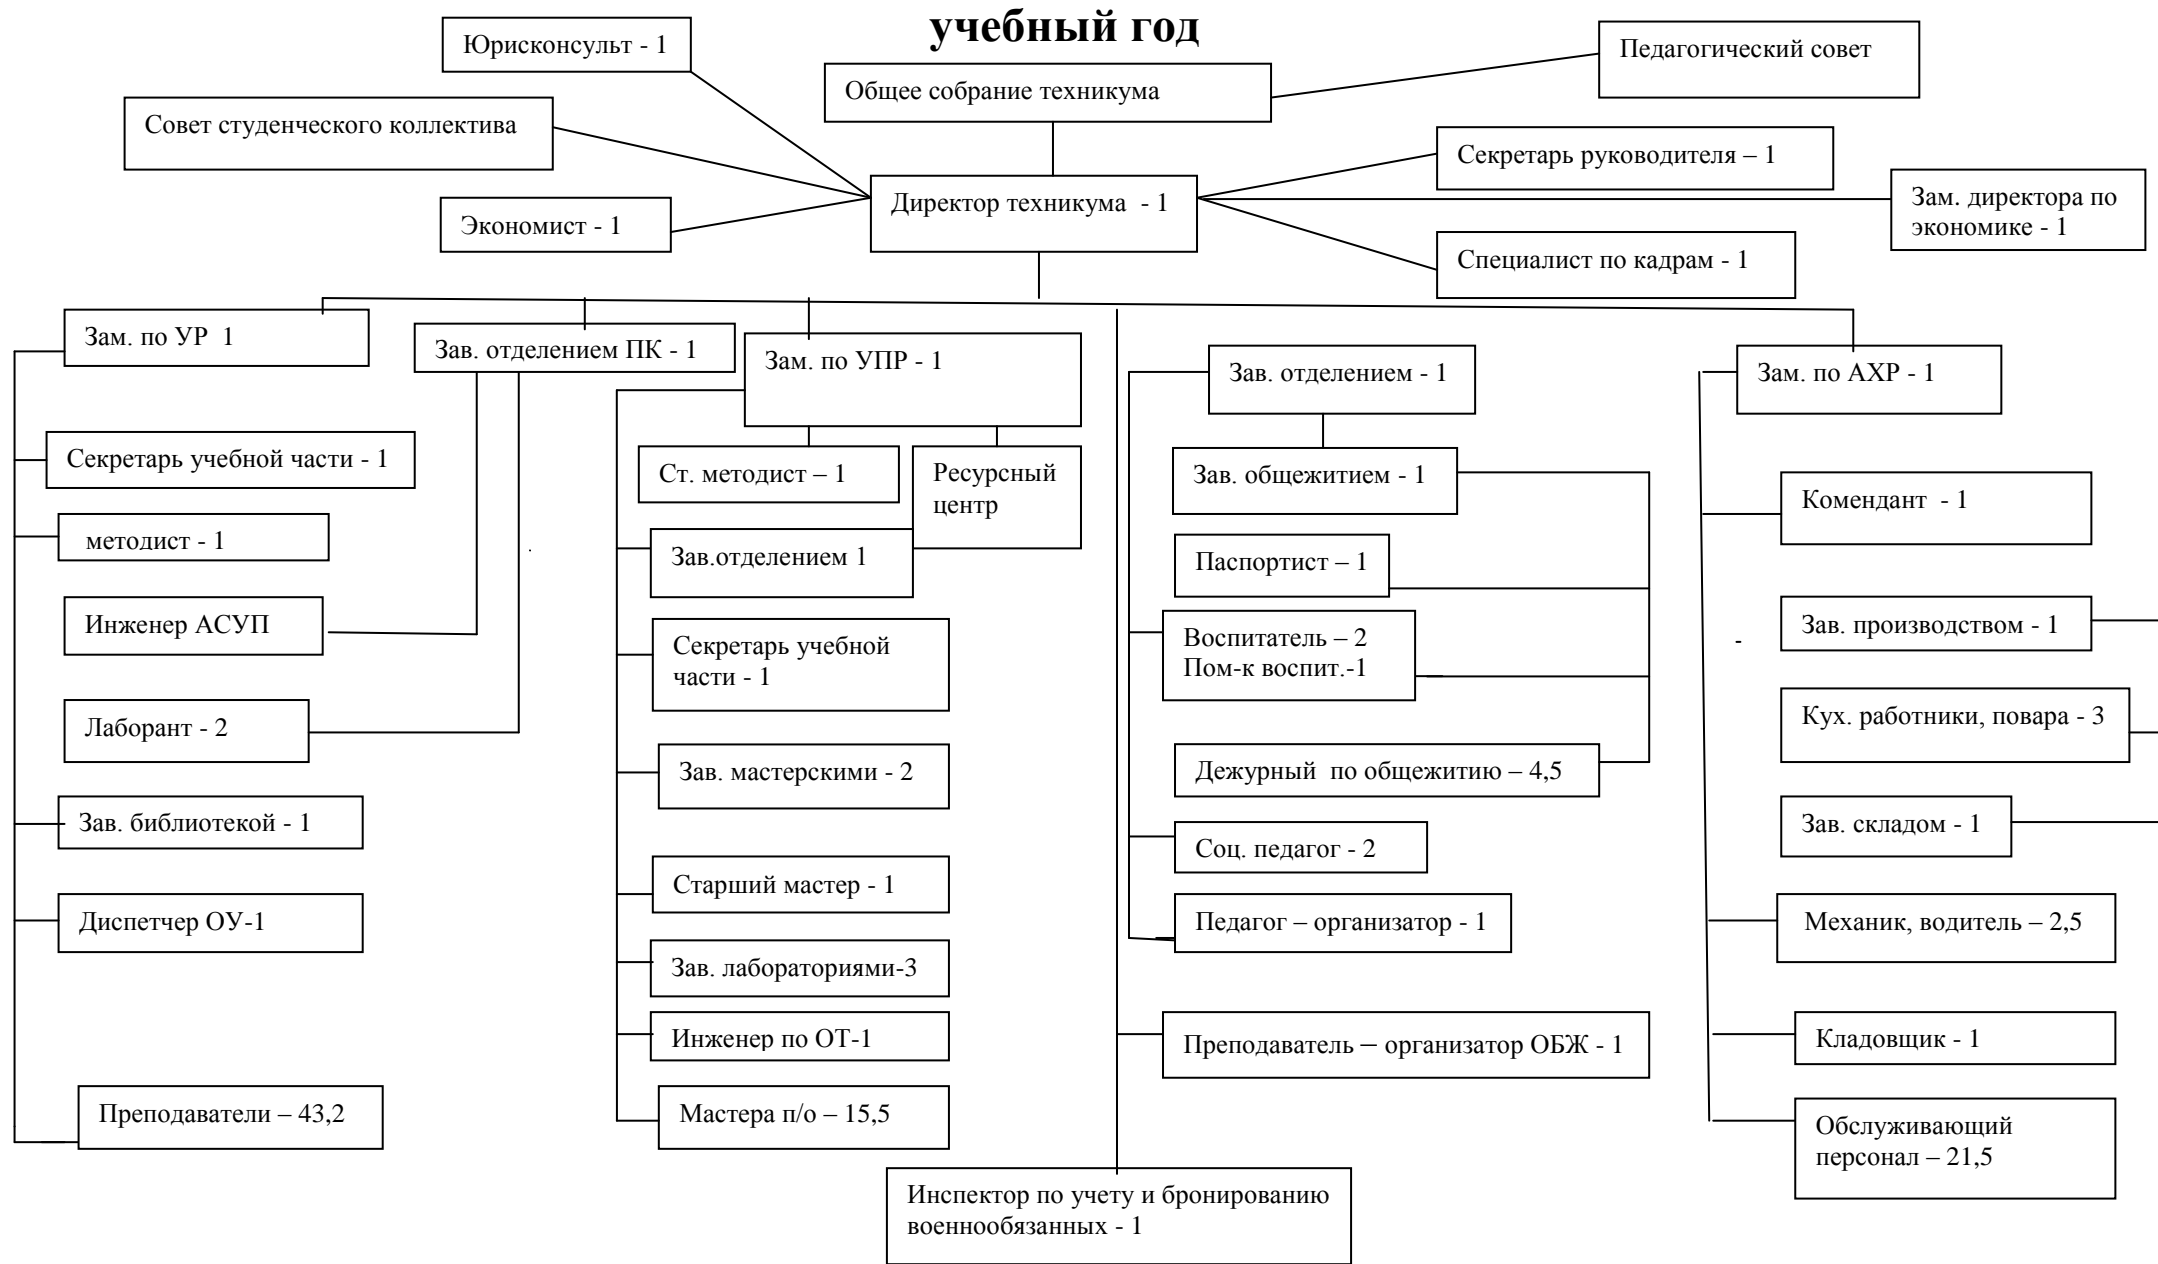 учебный год
Юрисконсульт - 1
Педагогический совет
Общее собрание техникума
Совет студенческого коллектива
Секретарь руководителя – 1
Директор техникума - 1
Зам. директора по
экономике - 1
Экономист - 1
Специалист по кадрам - 1
Зам. по УР 1
Зав. отделением ПК - 1
Зам. по УПР - 1
Зав. отделением - 1
Зам. по АХР - 1
Секретарь учебной части - 1
методист - 1
Инженер АСУП
Лаборант - 2
Зав. библиотекой - 1
Диспетчер ОУ-1
Преподаватели – 43,2
Ст. методист – 1
Ресурсный
центр
Зав.отделением 1
Секретарь учебной
части - 1
Зав. мастерскими - 2
Старший мастер - 1
Зав. лабораториями-3
Инженер по ОТ-1
Мастера п/о – 15,5
Зав. общежитием - 1
Паспортист – 1
Воспитатель – 2
Пом-к воспит.-1
Дежурный по общежитию – 4,5
Соц. педагог - 2
Педагог – организатор - 1
Преподаватель – организатор ОБЖ - 1
Инспектор по учету и бронированию
военнообязанных - 1
Комендант - 1
Зав. производством - 1
Кух. работники, повара - 3
Зав. складом - 1
Механик, водитель – 2,5
Кладовщик - 1
Обслуживающий
персонал – 21,5